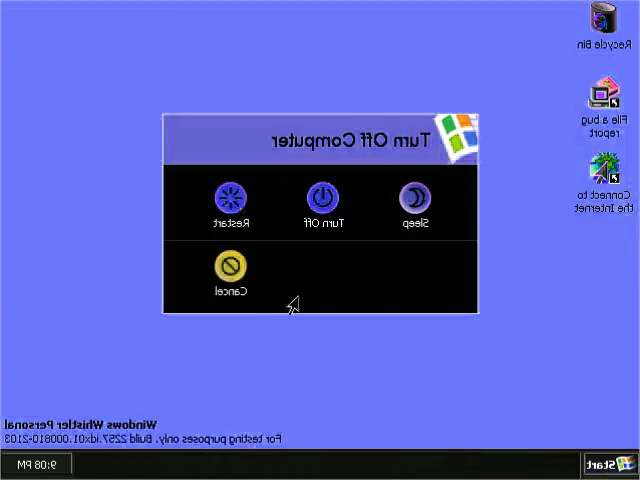 Recycle Bin
File a bug
report
Connect to
the Internet
Turn Off Computer
Sleep
Turn Off
Restart
Cancel
Windows Whistler Personal
For testing purposes only. Build 2257.idx01.000810-2103
Start
9:08 PM